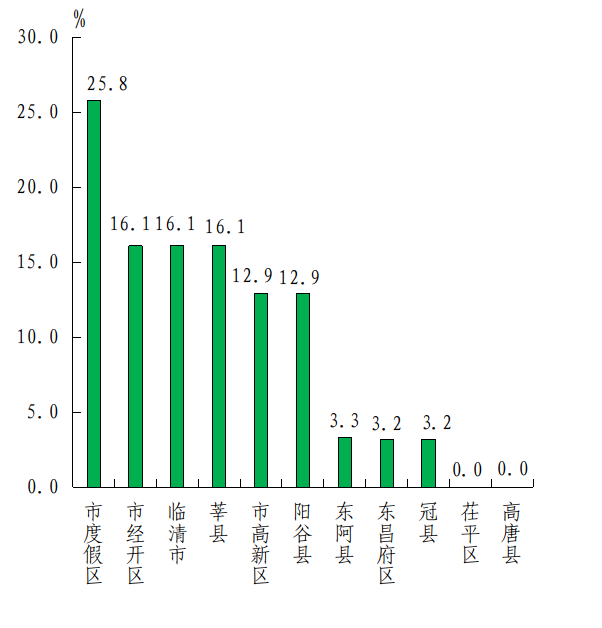 %
30.0
25.0
20.0
15.0
10.0
5.0
0.0
25.8
16.1
16.1
16.1
12.9
12.9
3.3
3.2
3.2
0.0
0.0
市度假区
市经开区
临清市
莘县
市高新区
阳谷县
东阿县
东昌府区
冠县
茌平区
高唐县